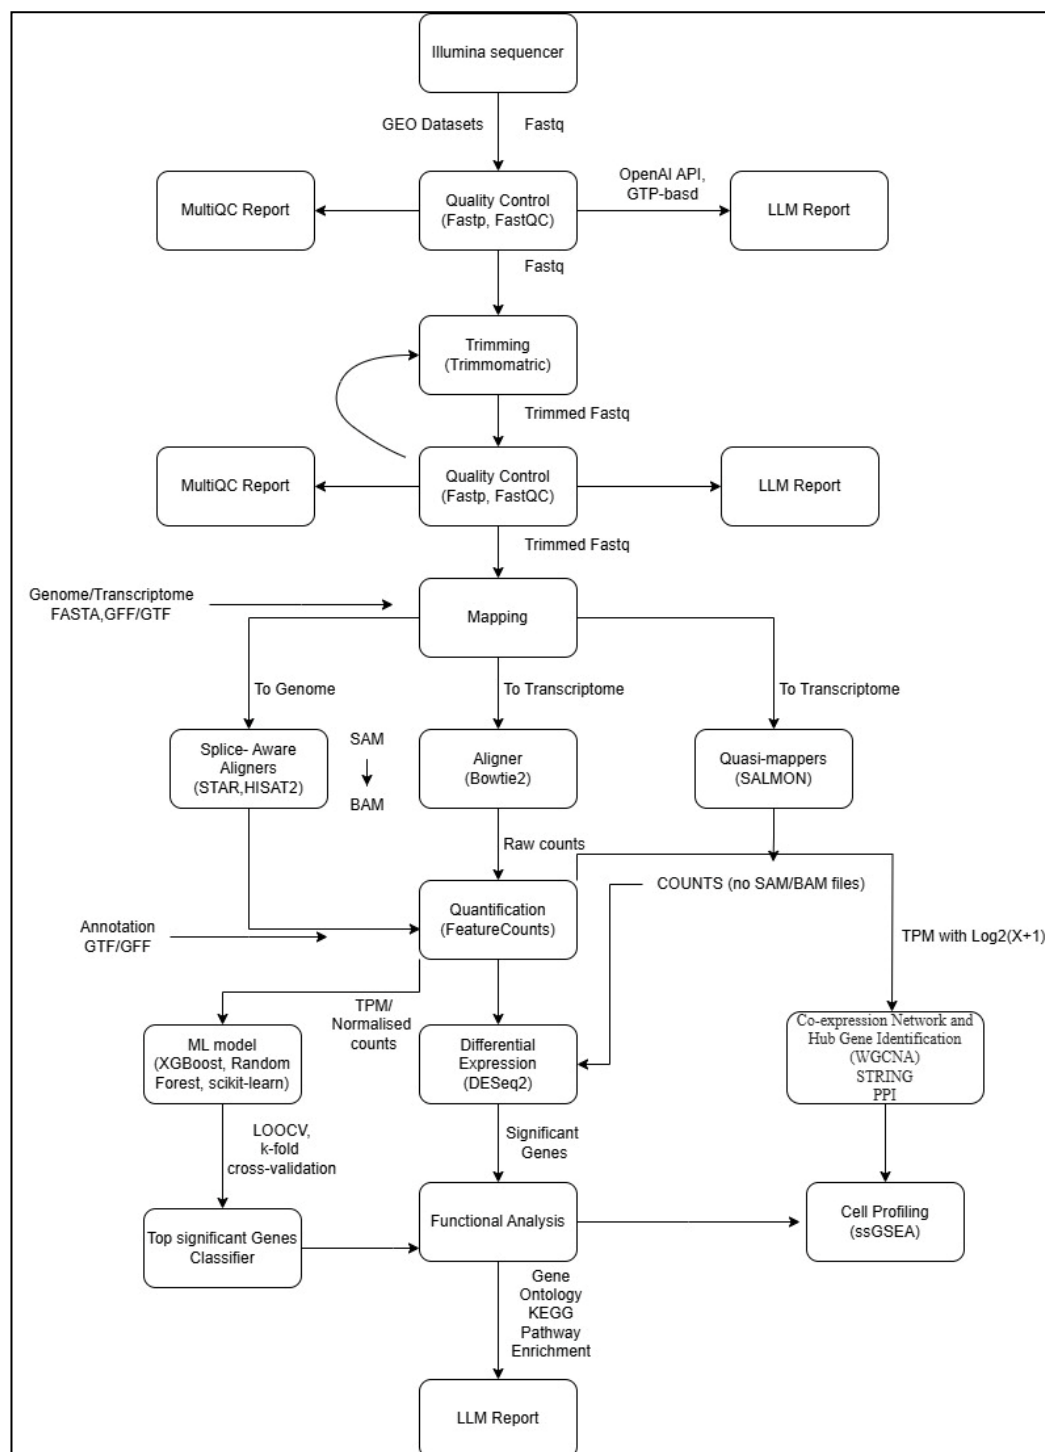 Illumina sequencer
GEO Datasets
Fastq
MultiQC Report
Quality Control
(Fastp, FastQC)
OpenAI API,
GTP-basd
LLM Report
Fastq
Trimming
(Trimmomatric)
Trimmed Fastq
MultiQC Report
Quality Control
(Fastp, FastQC)
LLM Report
Trimmed Fastq
Genome/Transcriptome
FASTA,GFF/GTF
Mapping
To Genome
To Transcriptome
To Transcriptome
Splice- Aware
Aligners
(STAR,HISAT2)
SAM
BAM
Aligner
(Bowtie2)
Quasi-mappers
(SALMON)
Raw counts
COUNTS (no SAM/BAM files)
Quantification
(FeatureCounts)
Annotation
GTF/GFF
TPM with Log2(X+1)
TPM/
Normalised
counts
ML model
(XGBoost, Random
Forest, scikit-learn)
Differential
Expression
(DESeq2)
Co-expression Network and
Hub Gene Identification
(WGCNA)
STRING
PPI
LOOCV,
k-fold
cross-validation
Significant
Genes
Top significant Genes
Classifier
Functional Analysis
Cell Profiling
(ssGSEA)
Gene
Ontology
KEGG
Pathway
Enrichment
LLM Report